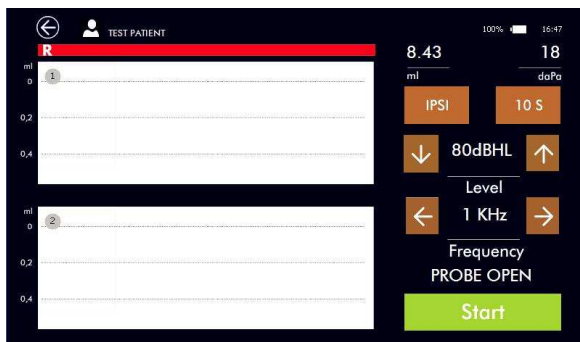 TEST PATIENT
100% 16:47
R
8.43 18
ml daPa
ml
0
1
0,2
0,4
IPSI 10 S
80dBHL
Level
1 KHz
Frequency
PROBE OPEN
Start
ml
0
2
0,2
0,4